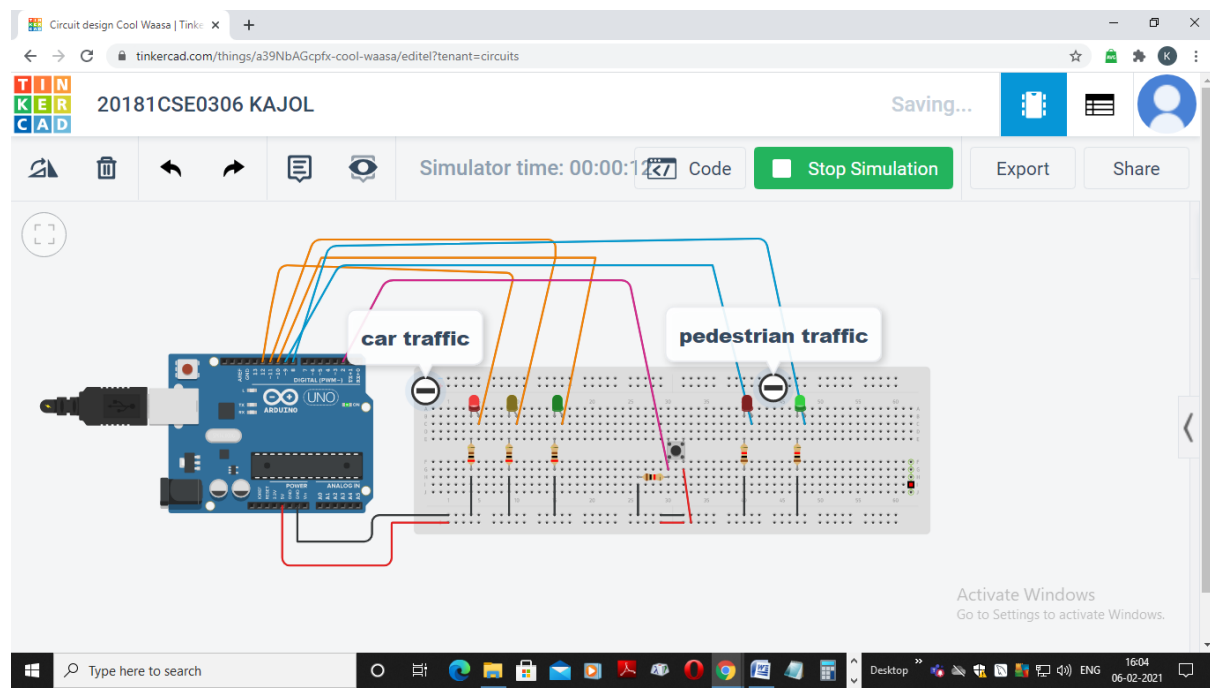 Circuit design Cool Waasa | Tinke
tinkercad.com/things/a39NbAGcpfx-cool-waasa/editel?tenant=circuits
K
TIN
KER
CAD
20181CSE0306 KAJOL
Saving...
Simulator time: 00:00:12
Code
Stop Simulation
Export
Share
car traffic
pedestrian traffic
DIGITAL (PWM~)
UNO
ARDUINO
POWER
ANALOG IN
Activate Windows
Go to Settings to activate Windows.
Type here to search
Desktop
ENG
16:04
06-02-2021